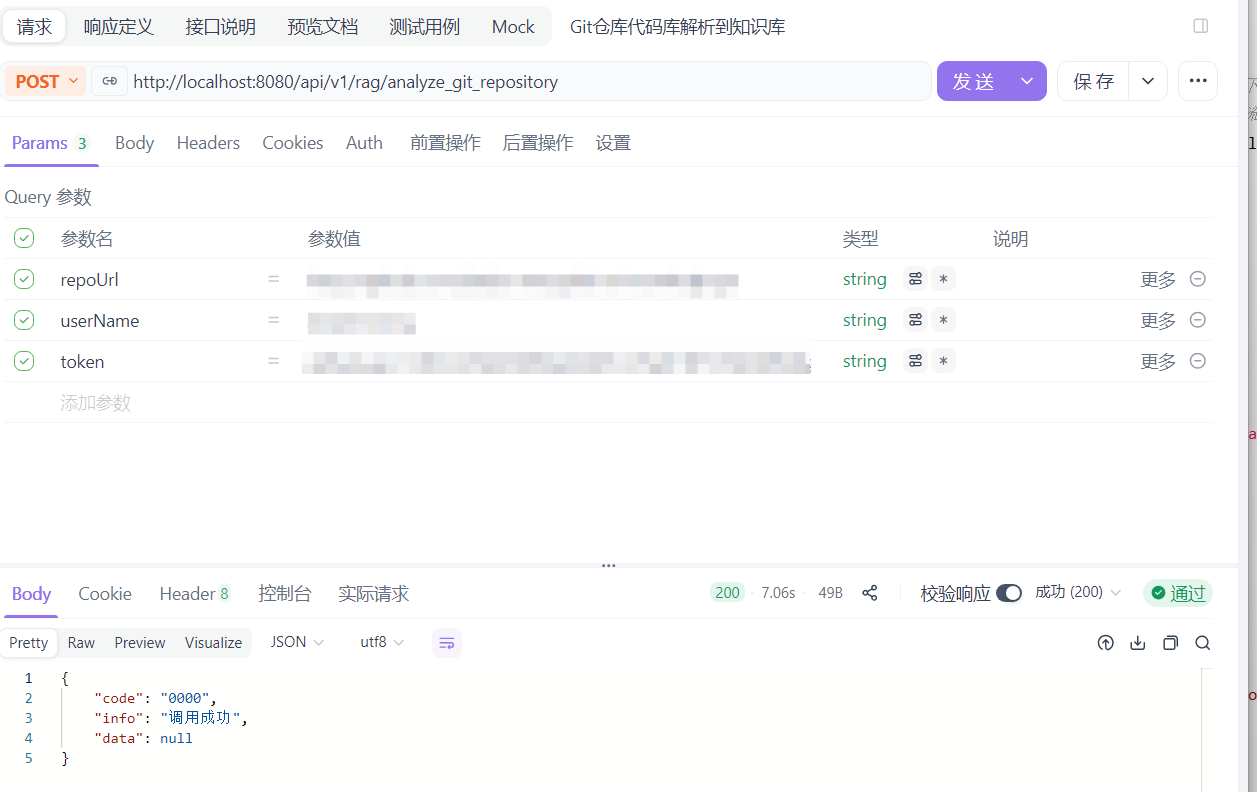 请求 响应定义 接口说明 预览文档 测试用例 Mock Git仓库代码库解析到知识库
POST http://localhost:8080/api/v1/rag/analyze_git_repository 发送 保存
Params 3 Body Headers Cookies Auth 前置操作 后置操作 设置
Query 参数
参数名 参数值 类型 说明
repoUrl = string * 更多
userName = string * 更多
token = string * 更多
添加参数
Body Cookie Header 8 控制台 实际请求 200 · 7.06s · 49B 校验响应 成功 (200) 通过
Pretty Raw Preview Visualize JSON utf8
1 {
2 "code": "0000",
3 "info": "调用成功",
4 "data": null
5 }